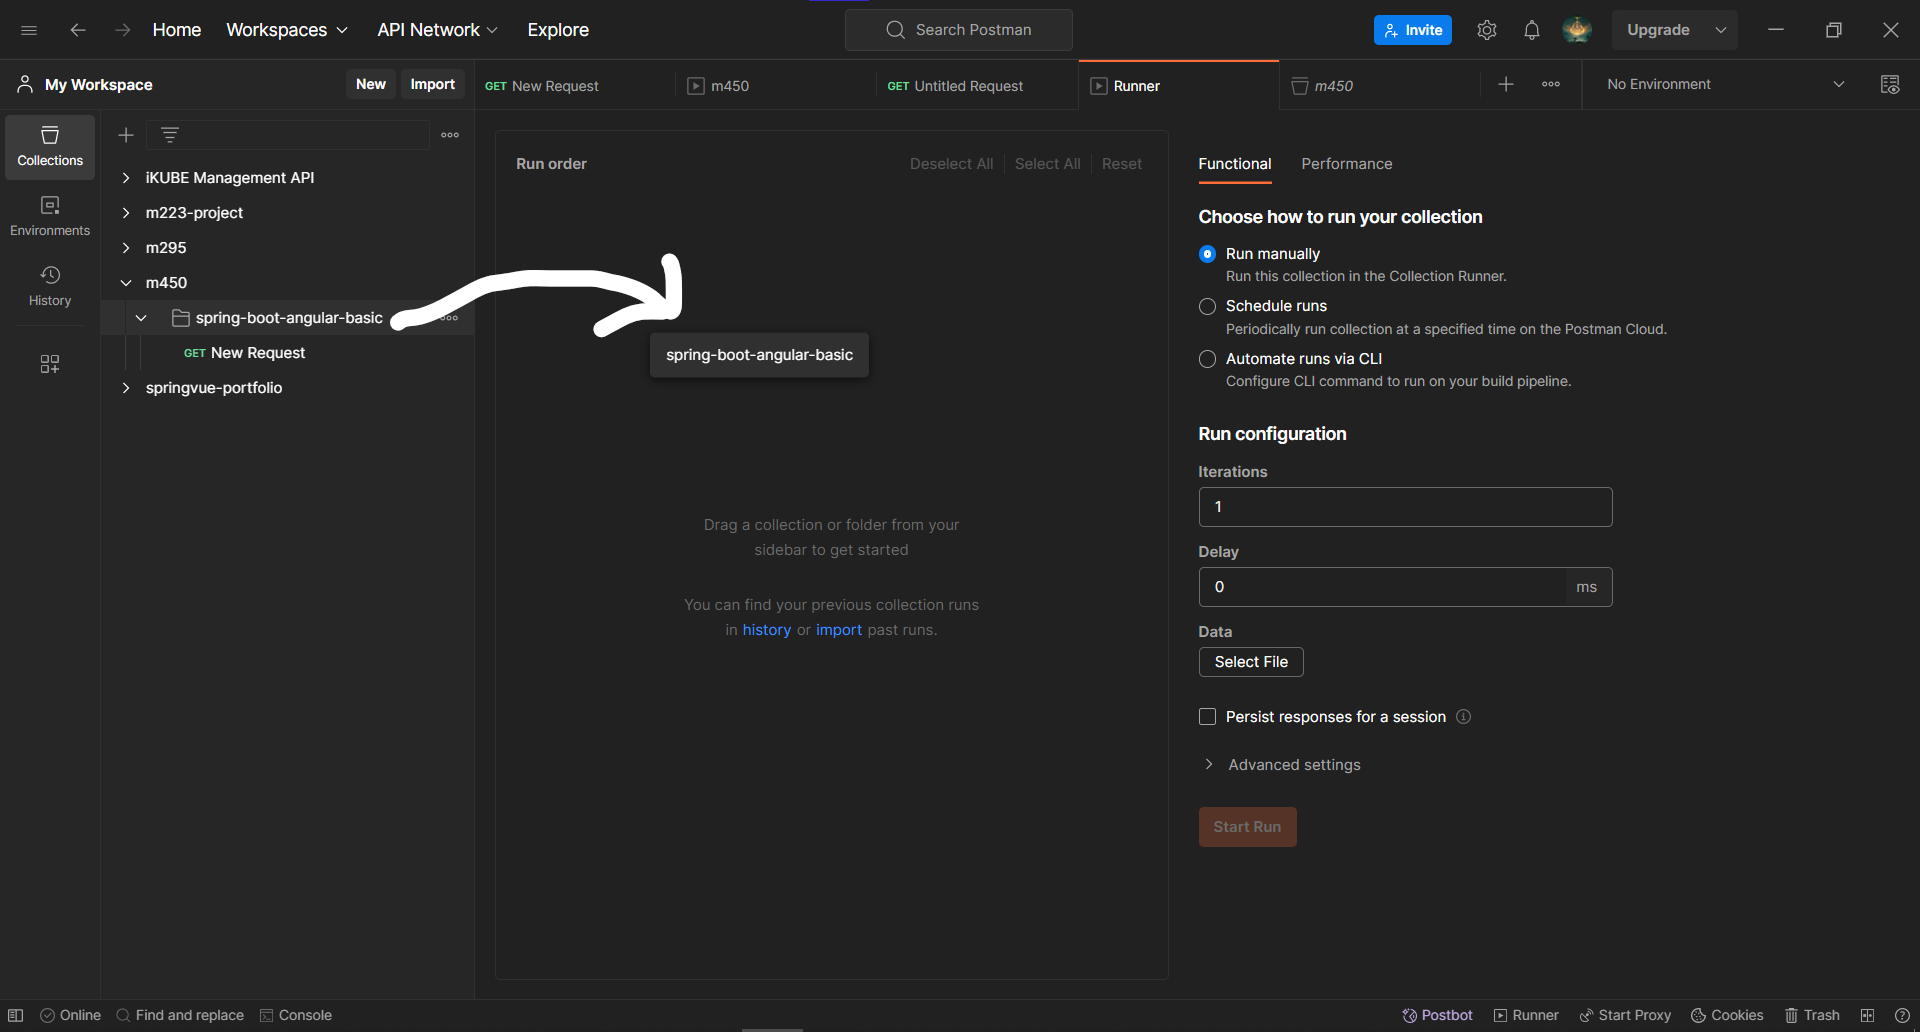 Home Workspaces API Network Explore Search Postman Invite Upgrade
My Workspace New Import GET New Request m450 GET Untitled Request Runner m450 No Environment
Collections
Environments
History
iKUBE Management API
m223-project
m295
m450
spring-boot-angular-basic
GET New Request
springvue-portfolio
Run order Deselect All Select All Reset
spring-boot-angular-basic
Drag a collection or folder from your
sidebar to get started
You can find your previous collection runs
in history or import past runs.
Functional Performance
Choose how to run your collection
Run manually
Run this collection in the Collection Runner.
Schedule runs
Periodically run collection at a specified time on the Postman Cloud.
Automate runs via CLI
Configure CLI command to run on your build pipeline.
Run configuration
Iterations
1
Delay
0 ms
Data
Select File
Persist responses for a session
Advanced settings
Start Run
Online Find and replace Console Postbot Runner Start Proxy Cookies Trash